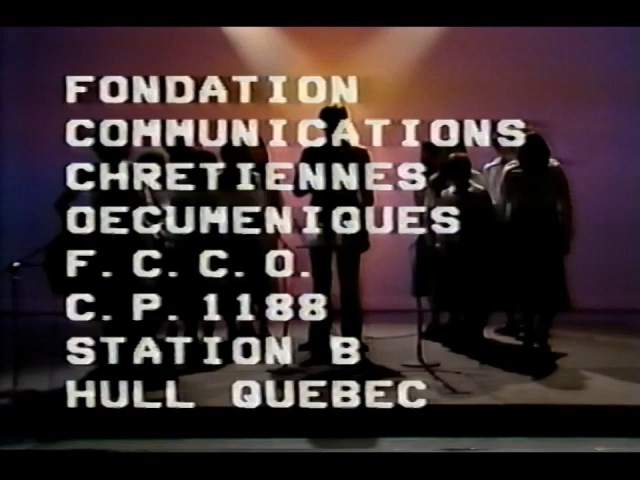 FONDATION
COMMUNICATIONS
CHRETIENNES
OECUMENIQUES
F. C. C. O.
C. P. 1188
STATION B
HULL QUEBEC